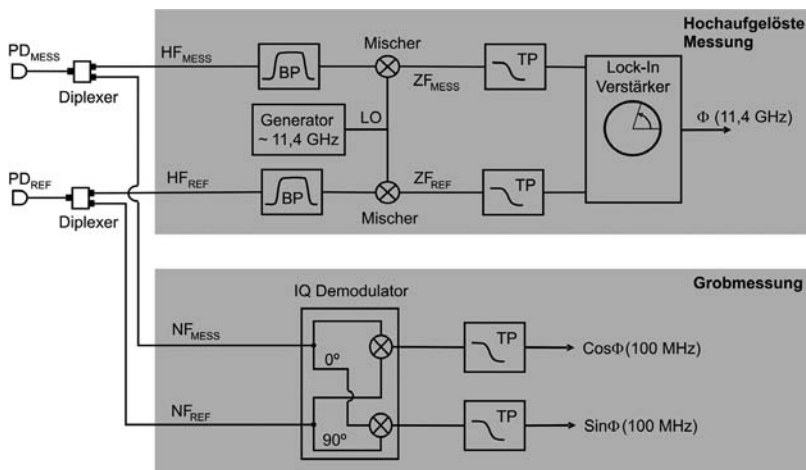 Hochaufgelöste
Messung
PD_MESS
Diplexer
HF_MESS
BP
Mischer
ZF_MESS
TP
Lock-In
Verstärker
Φ (11,4 GHz)
Generator
~ 11,4 GHz
LO
PD_REF
Diplexer
HF_REF
BP
Mischer
ZF_REF
TP
Grobmessung
IQ Demodulator
NF_MESS
0º
TP
CosΦ(100 MHz)
NF_REF
90º
TP
SinΦ(100 MHz)